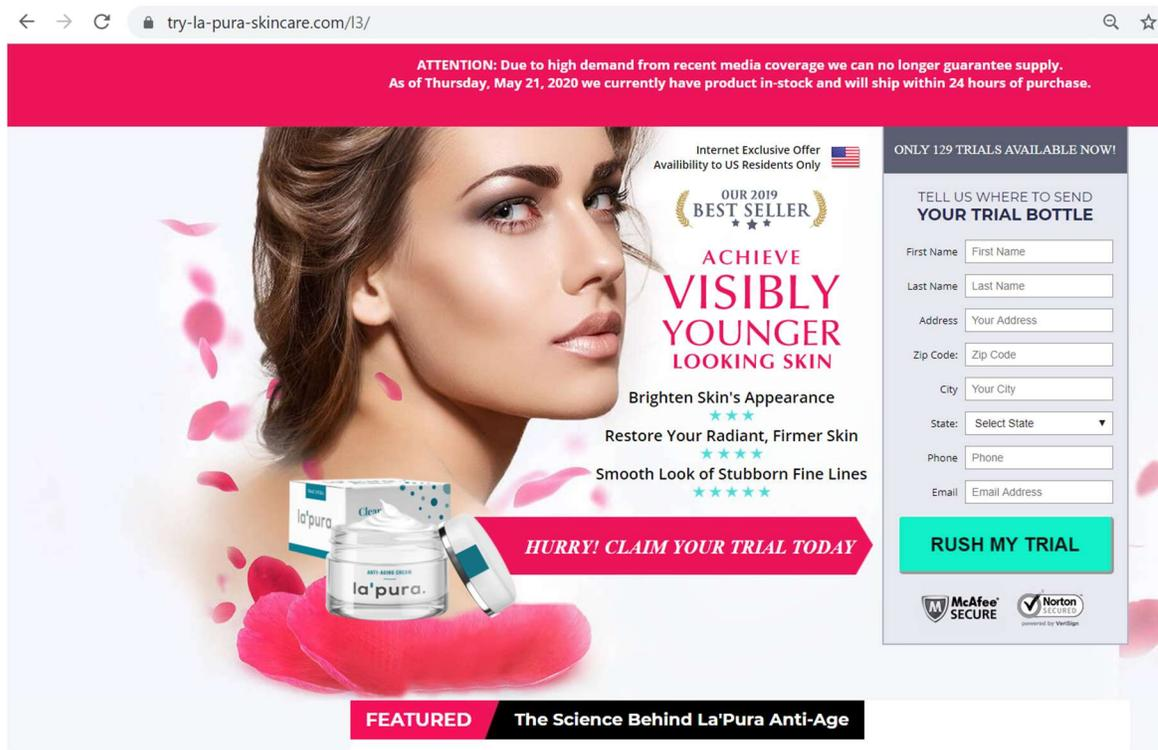 try-la-pura-skincare.com/l3/
ATTENTION: Due to high demand from recent media coverage we can no longer guarantee supply.
As of Thursday, May 21, 2020 we currently have product in-stock and will ship within 24 hours of purchase.
Internet Exclusive Offer
Availibility to US Residents Only
OUR 2019
BEST SELLER
ACHIEVE
VISIBLY
YOUNGER
LOOKING SKIN
Brighten Skin's Appearance
Restore Your Radiant, Firmer Skin
Smooth Look of Stubborn Fine Lines
la'pura
Clear
ANTI-AGING CREAM
la'pura.
HURRY! CLAIM YOUR TRIAL TODAY
ONLY 129 TRIALS AVAILABLE NOW!
TELL US WHERE TO SEND
YOUR TRIAL BOTTLE
First Name First Name
Last Name Last Name
Address Your Address
Zip Code: Zip Code
City Your City
State: Select State
Phone Phone
Email Email Address
RUSH MY TRIAL
McAfee
SECURE
Norton
SECURED
powered by VeriSign
FEATURED The Science Behind La'Pura Anti-Age